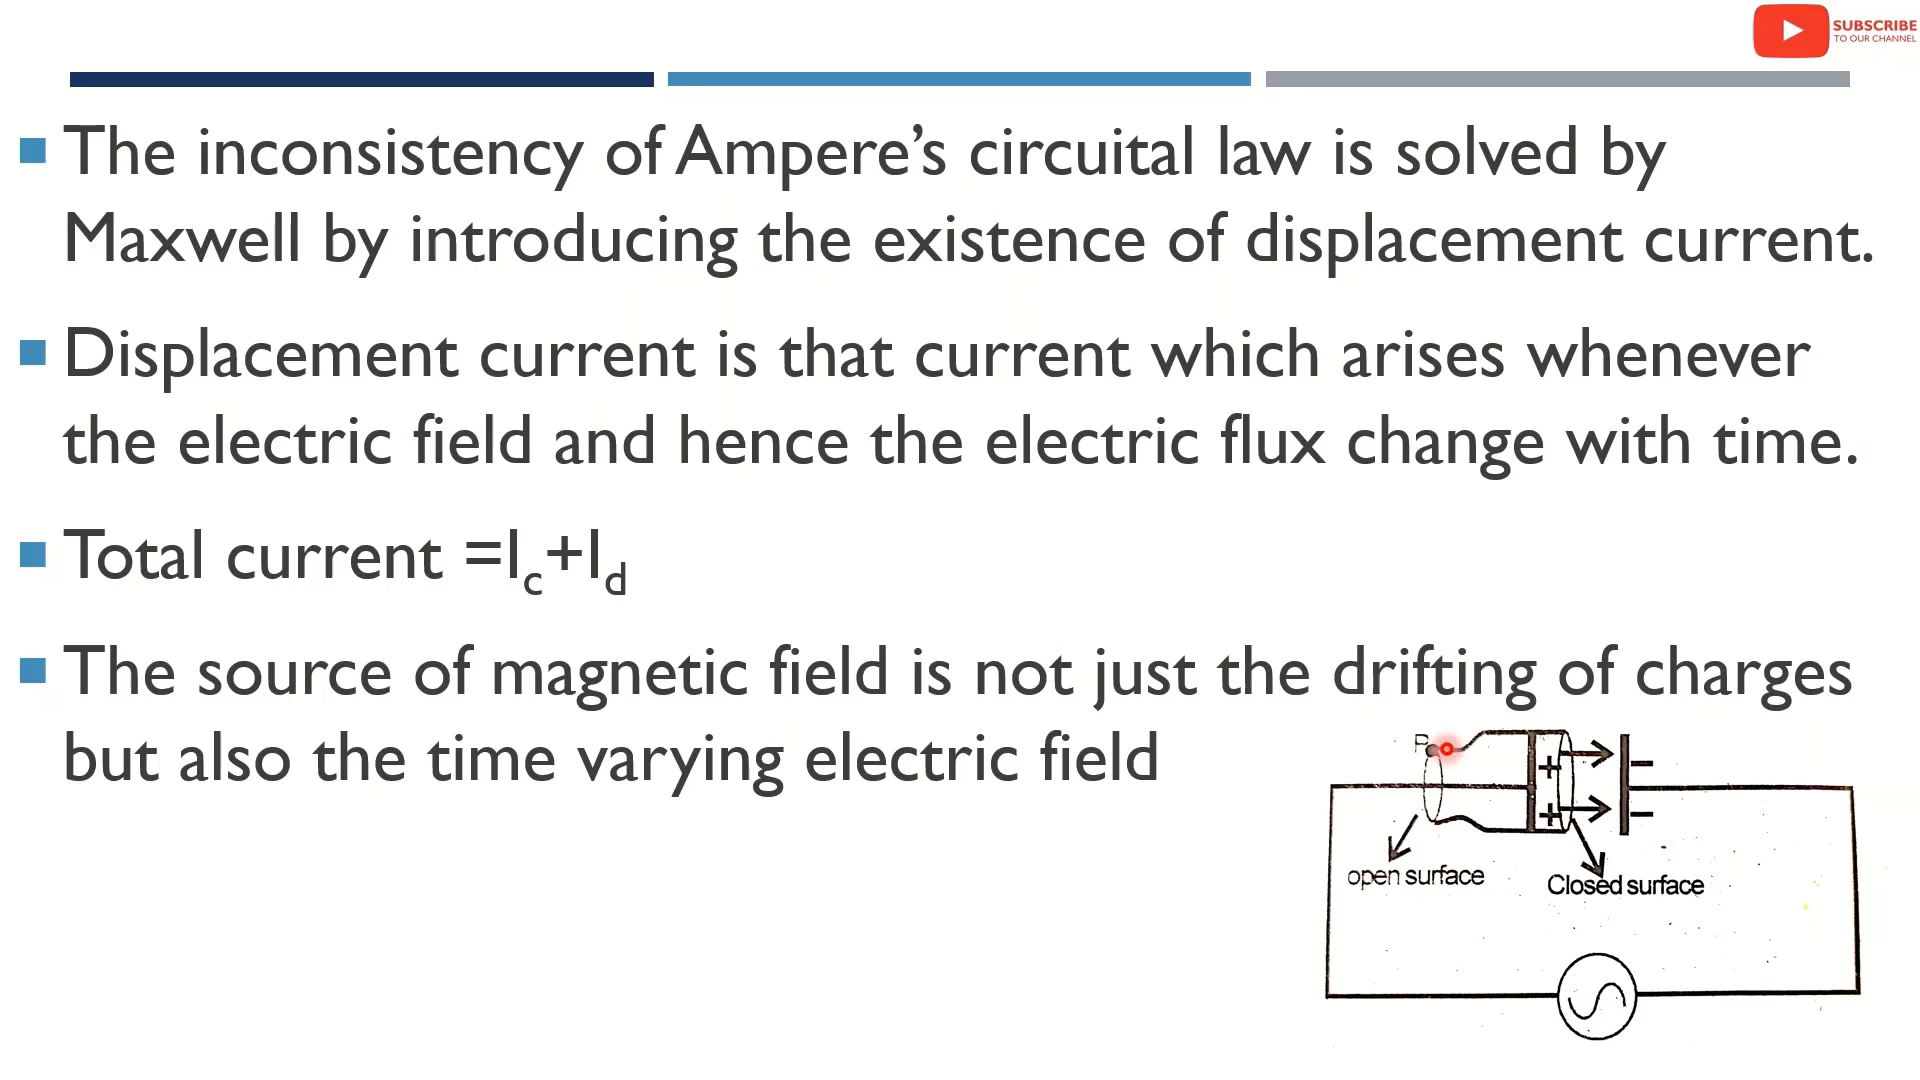 SUBSCRIBE
TO OUR CHANNEL
The inconsistency of Ampere’s circuital law is solved by
Maxwell by introducing the existence of displacement current.
Displacement current is that current which arises whenever
the electric field and hence the electric flux change with time.
Total current =Ic+Id
The source of magnetic field is not just the drifting of charges
but also the time varying electric field
P
+ −
+ −
open surface
Closed surface